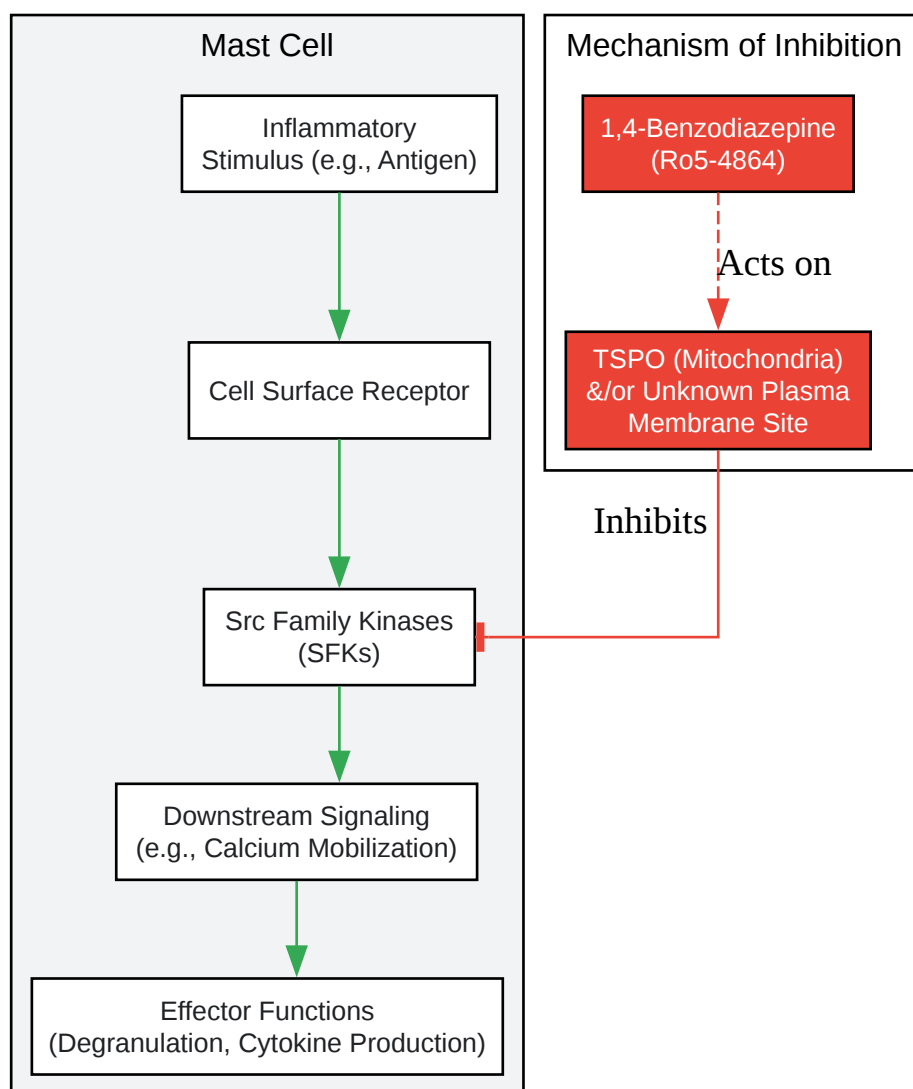 Mast Cell
Inflammatory
Stimulus (e.g., Antigen)
Cell Surface Receptor
Src Family Kinases
(SFKs)
Downstream Signaling
(e.g., Calcium Mobilization)
Effector Functions
(Degranulation, Cytokine Production)
Mechanism of Inhibition
1,4-Benzodiazepine
(Ro5-4864)
Acts on
TSPO (Mitochondria)
&/or Unknown Plasma
Membrane Site
Inhibits